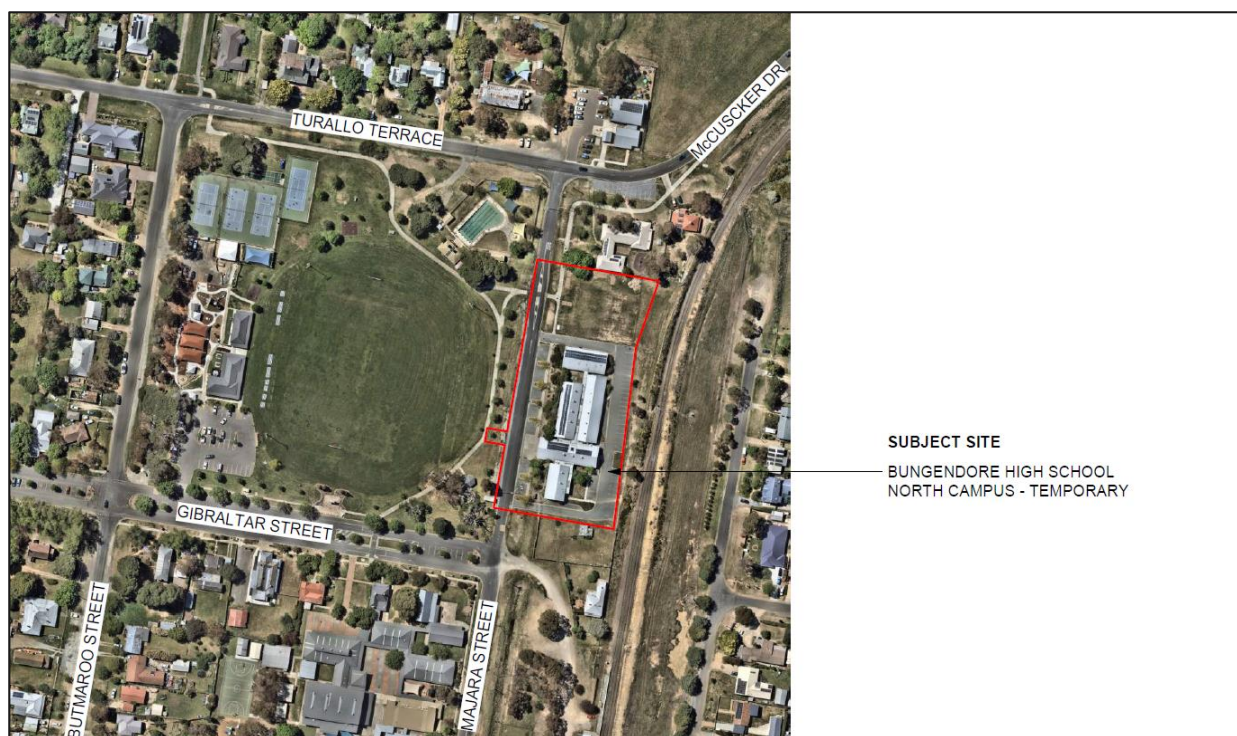 TURALLO TERRACE
McCUSCKER DR
GIBRALTAR STREET
BUTMAROO STREET
MAJARA STREET
SUBJECT SITE
BUNGENDORE HIGH SCHOOL
NORTH CAMPUS - TEMPORARY